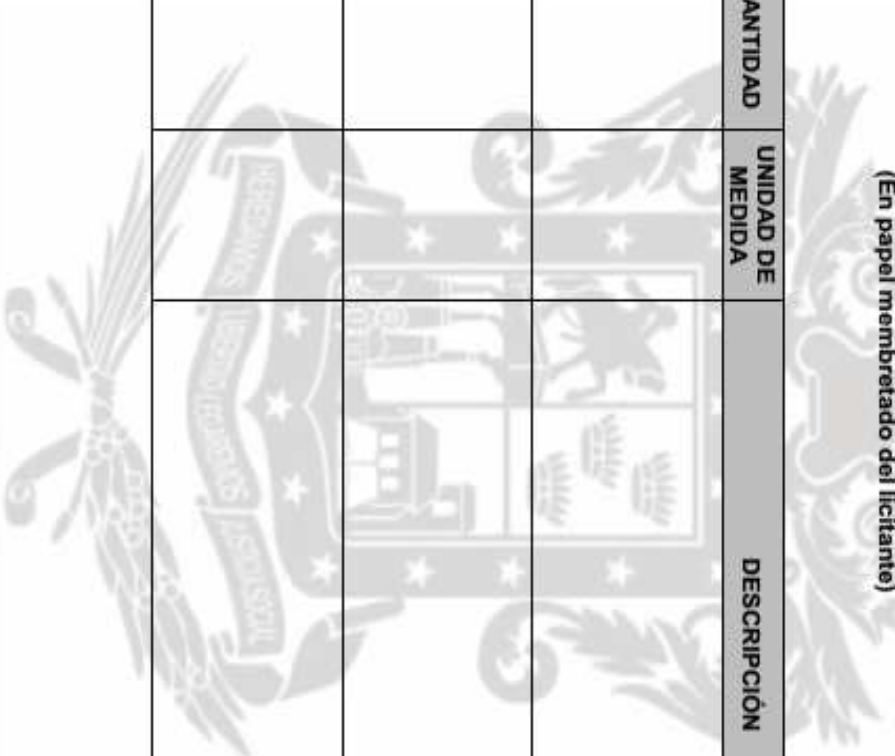 (En papel membretado del licitante)
ANTIDAD
UNIDAD DE
MEDIDA
DESCRIPCIÓN